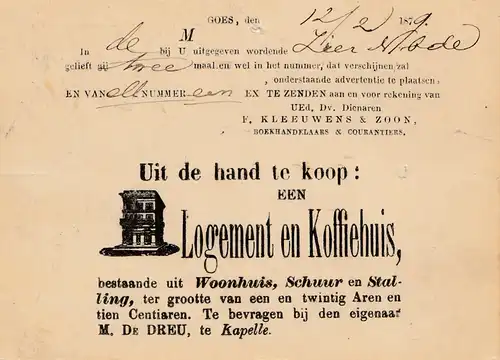 GOES, den 12/2 1879.
M
In de bij U uitgegeven wordende
gelieft gij twee maal en wel in het nummer, dat verschijnen zal
, onderstaande advertentie te plaatsen,
EN VAN elk NUMMER een EX TE ZENDEN aan en voor rekening van
UEd, Dv. Dienaren
F. KLEEUWENS & ZOON,
BOEKHANDELAARS & COURANTIERS.
Uit de hand te koop:
EEN
Logement en Koffiehuis,
bestaande uit Woonhuis, Schuur en Stal-
ling, ter grootte van een en twintig Aren en
tien Centiaren. Te bevragen bij den eigenaar
M. DE DREU, te Kapelle.